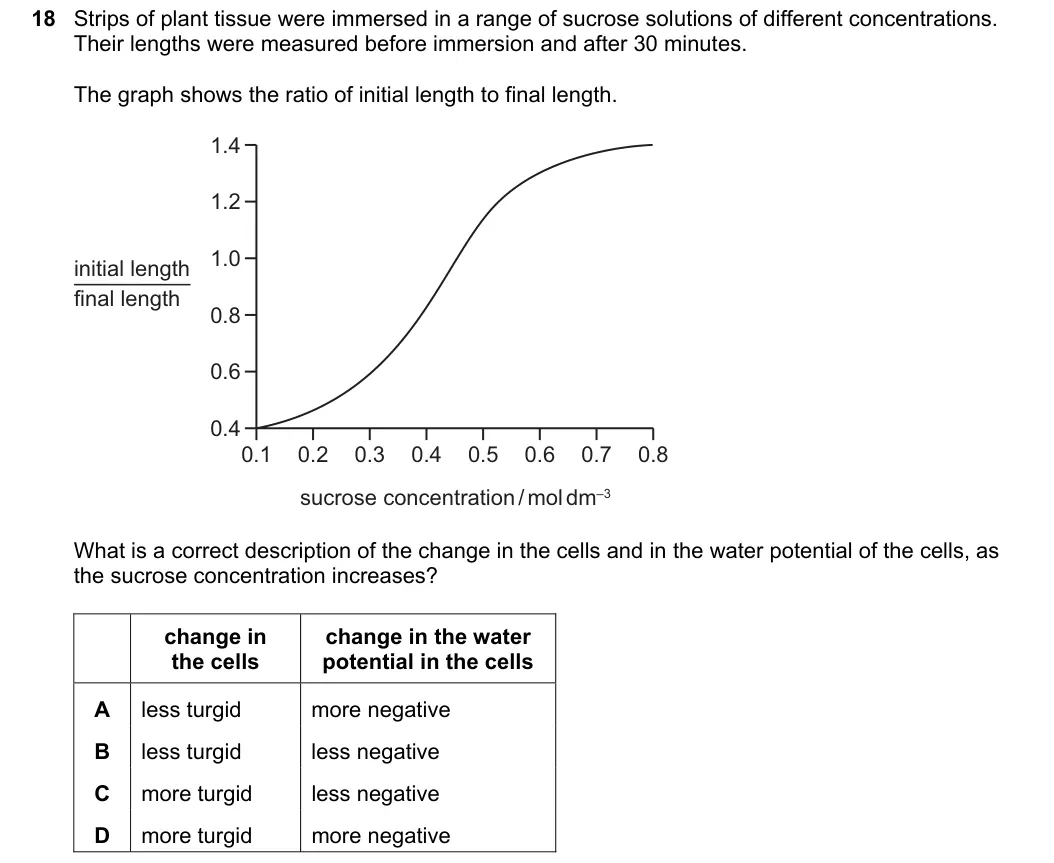 18 Strips of plant tissue were immersed in a range of sucrose solutions of different concentrations.
Their lengths were measured before immersion and after 30 minutes.
The graph shows the ratio of initial length to final length.
1.4
1.2
1.0
0.8
0.6
0.4
initial length
final length
0.1 0.2 0.3 0.4 0.5 0.6 0.7 0.8
sucrose concentration / mol dm⁻³
What is a correct description of the change in the cells and in the water potential of the cells, as
the sucrose concentration increases?
change in the cells
change in the water potential in the cells
A less turgid more negative
B less turgid less negative
C more turgid less negative
D more turgid more negative